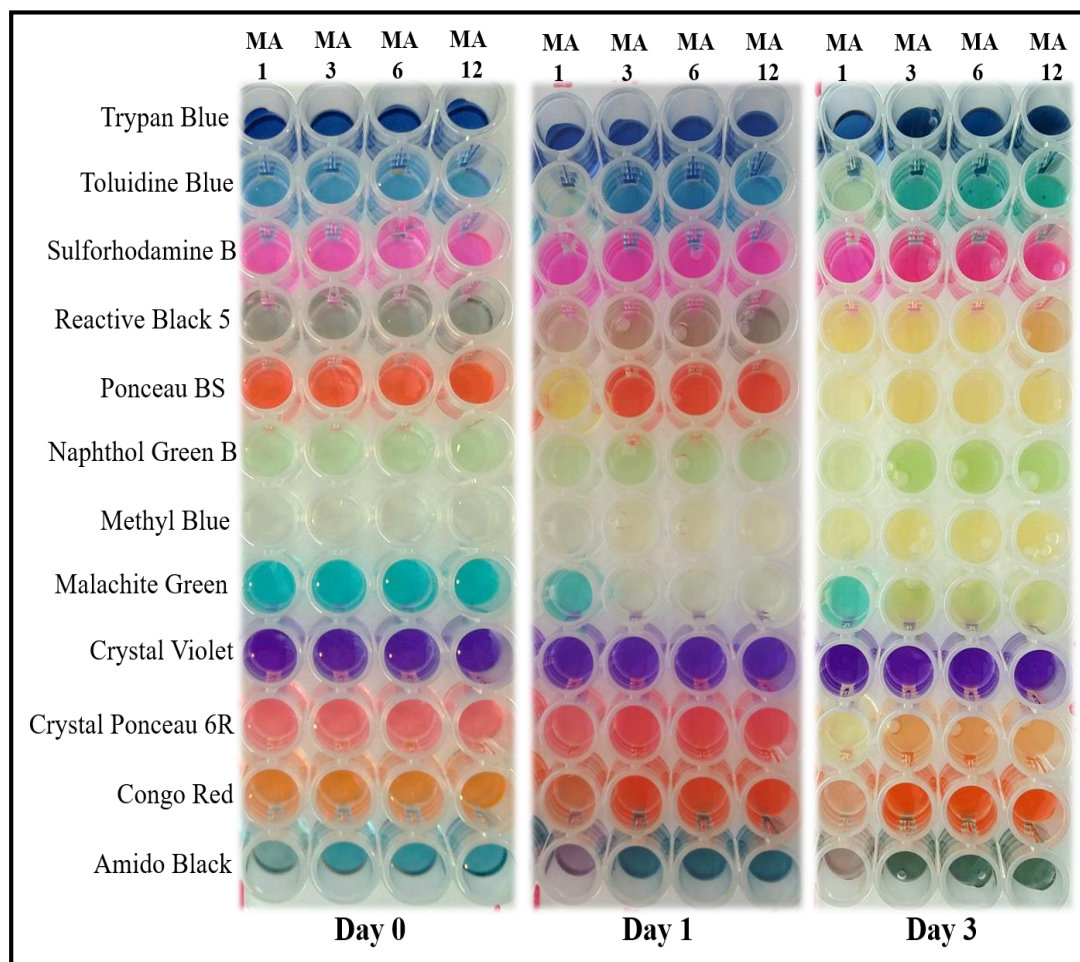 MA MA MA MA MA MA MA MA MA MA MA MA
1 3 6 12 1 3 6 12 1 3 6 12
Trypan Blue
Toluidine Blue
Sulforhodamine B
Reactive Black 5
Ponceau BS
Naphthol Green B
Methyl Blue
Malachite Green
Crystal Violet
Crystal Ponceau 6R
Congo Red
Amido Black
Day 0 Day 1 Day 3